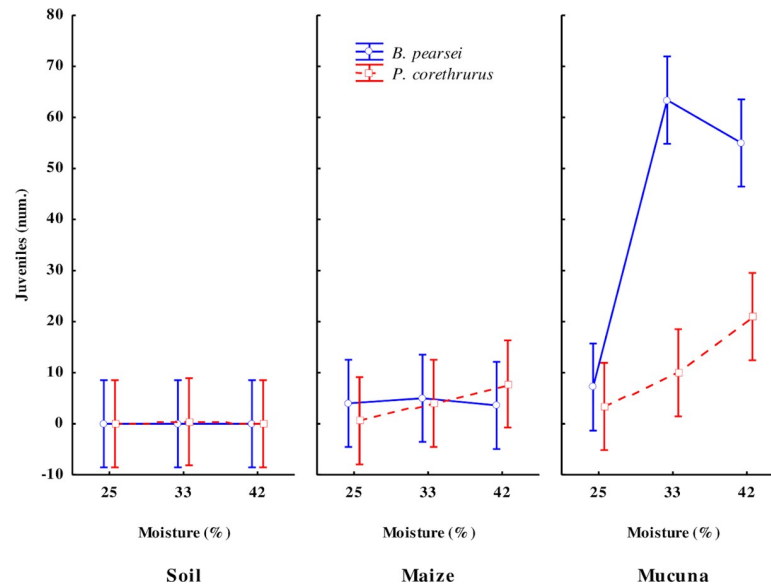 80
70
60
50
40
30
20
10
0
-10
Juveniles (num.)
B. pearsei
P. corethrurus
25 33 42
25 33 42
25 33 42
Moisture (%)
Moisture (%)
Moisture (%)
Soil
Maize
Mucuna